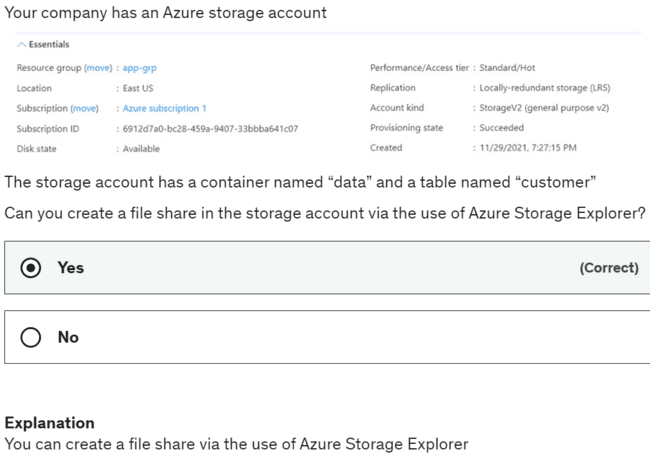 Your company has an Azure storage account
Essentials
Resource group (move) : app-grp
Location : East US
Subscription (move) : Azure subscription 1
Subscription ID : 6912d7a0-bc28-459a-9407-33bbba641c07
Disk state : Available
Performance/Access tier : Standard/Hot
Replication : Locally-redundant storage (LRS)
Account kind : StorageV2 (general purpose v2)
Provisioning state : Succeeded
Created : 11/29/2021, 7:27:15 PM
The storage account has a container named “data” and a table named “customer”
Can you create a file share in the storage account via the use of Azure Storage Explorer?
Yes (Correct)
No
Explanation
You can create a file share via the use of Azure Storage Explorer